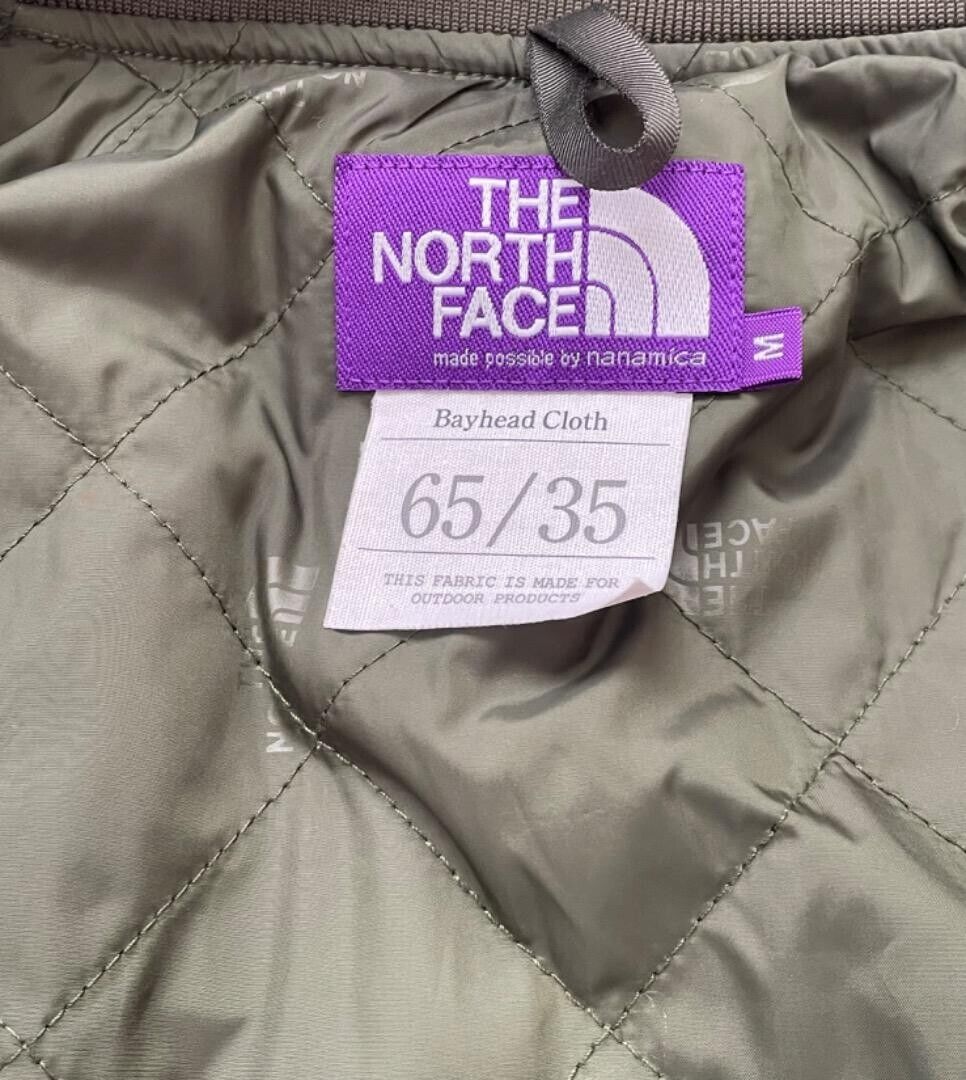 THE
NORTH
FACE
made possible by nanamica
M
Bayhead Cloth
65/35
THIS FABRIC IS MADE FOR
OUTDOOR PRODUCTS